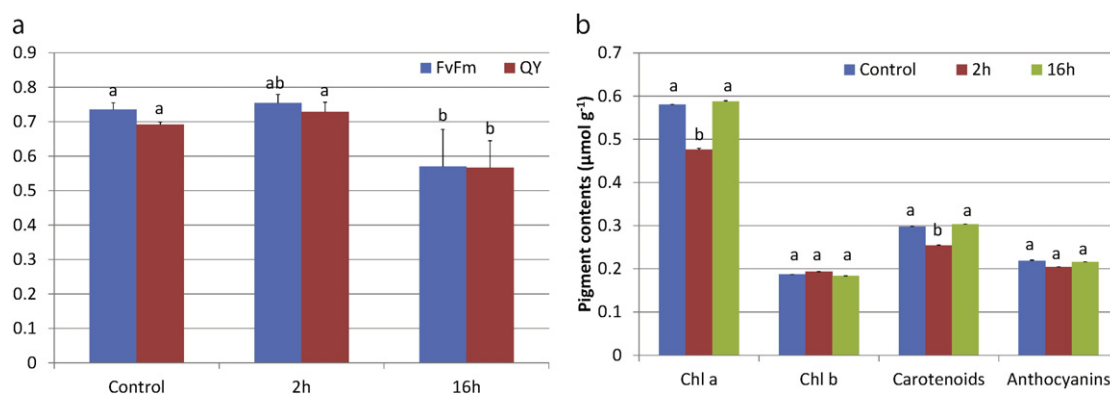 a
0.9
0.8
0.7
0.6
0.5
0.4
0.3
0.2
0.1
0
FvFm QY
a a ab a b b
Control 2h 16h
b
Pigment contents (µmol g-1)
0.7
0.6
0.5
0.4
0.3
0.2
0.1
0
Control 2h 16h
a b a a a a a b a a a a
Chl a Chl b Carotenoids Anthocyanins